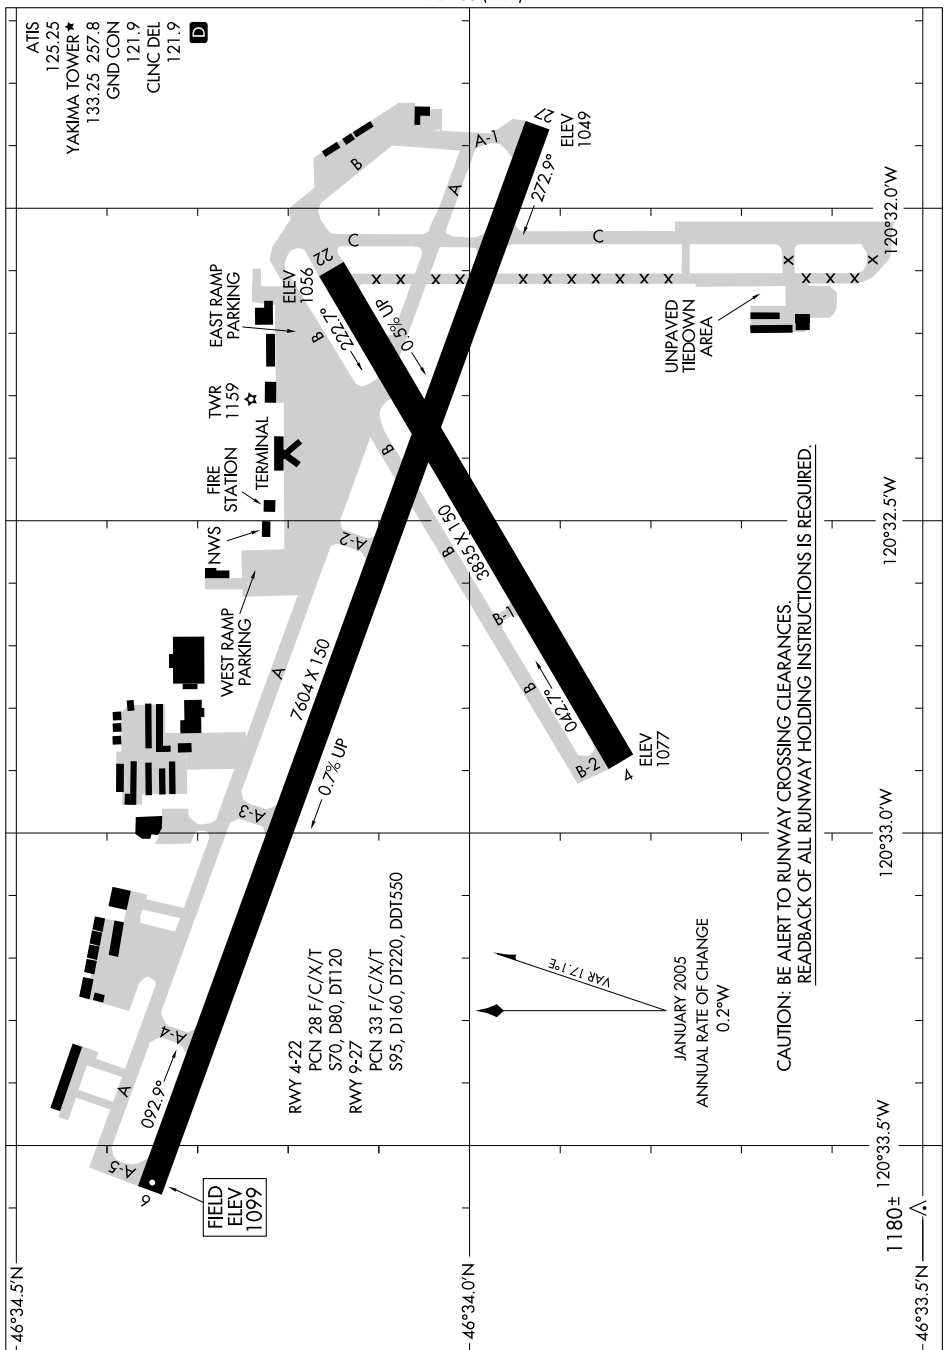 ATIS
125.25
YAKIMA TOWER ★
133.25 257.8
GND CON
121.9
CLNC DEL
121.9
D
27
ELEV
1049
A-1
272.9°
B
A
C
C
120°32.0'W
22
ELEV
1056
222.7°
0.5% UP
B
EAST RAMP
PARKING
X X X X X X X X X X X
X X X X X
UNPAVED
TIEDOWN
AREA
TWR
1159
TERMINAL
FIRE
STATION
NWS
WEST RAMP
PARKING
B
B
A-2
A
3835 X 150
B-1
B
042.7°
B-2
4
ELEV
1077
120°32.5'W
7604 X 150
0.7% UP
A-3
120°33.0'W
RWY 4-22
PCN 28 F/C/X/T
S70, D80, DT120
RWY 9-27
PCN 33 F/C/X/T
S95, D160, DT220, DDT550
VAR 17.1°E
JANUARY 2005
ANNUAL RATE OF CHANGE
0.2°W
CAUTION: BE ALERT TO RUNWAY CROSSING CLEARANCES.
READBACK OF ALL RUNWAY HOLDING INSTRUCTIONS IS REQUIRED.
A-4
A
092.9°
A-5
9
FIELD
ELEV
1099
120°33.5'W
1180±
46°34.5'N
46°34.0'N
46°33.5'N